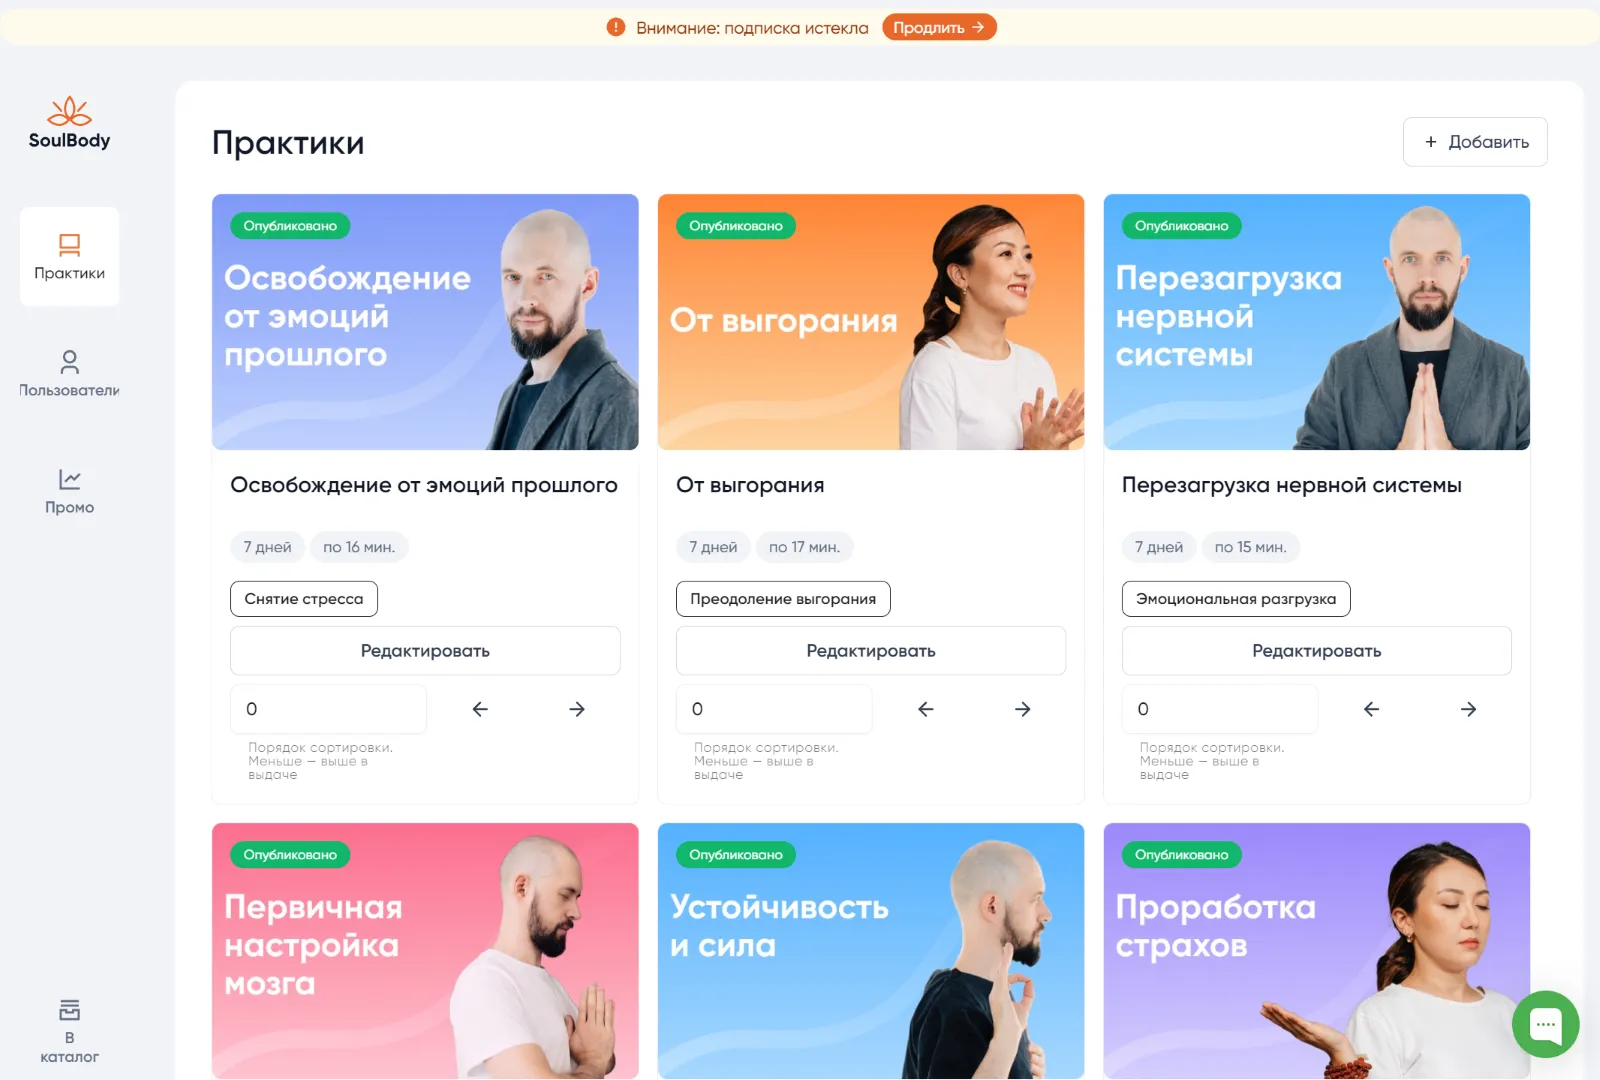 Внимание: подписка истекла
Продлить →
SoulBody
Практики
Пользователи
Промо
В
каталог
Практики
+ Добавить
Опубликовано
Освобождение
от эмоций
прошлого
Освобождение от эмоций прошлого
7 дней
по 16 мин.
Снятие стресса
Редактировать
0
← →
Порядок сортировки.
Меньше — выше в
выдаче
Опубликовано
От выгорания
От выгорания
7 дней
по 17 мин.
Преодоление выгорания
Редактировать
0
← →
Порядок сортировки.
Меньше — выше в
выдаче
Опубликовано
Перезагрузка
нервной
системы
Перезагрузка нервной системы
7 дней
по 15 мин.
Эмоциональная разгрузка
Редактировать
0
← →
Порядок сортировки.
Меньше — выше в
выдаче
Опубликовано
Первичная
настройка
мозга
Опубликовано
Устойчивость
и сила
Опубликовано
Проработка
страхов